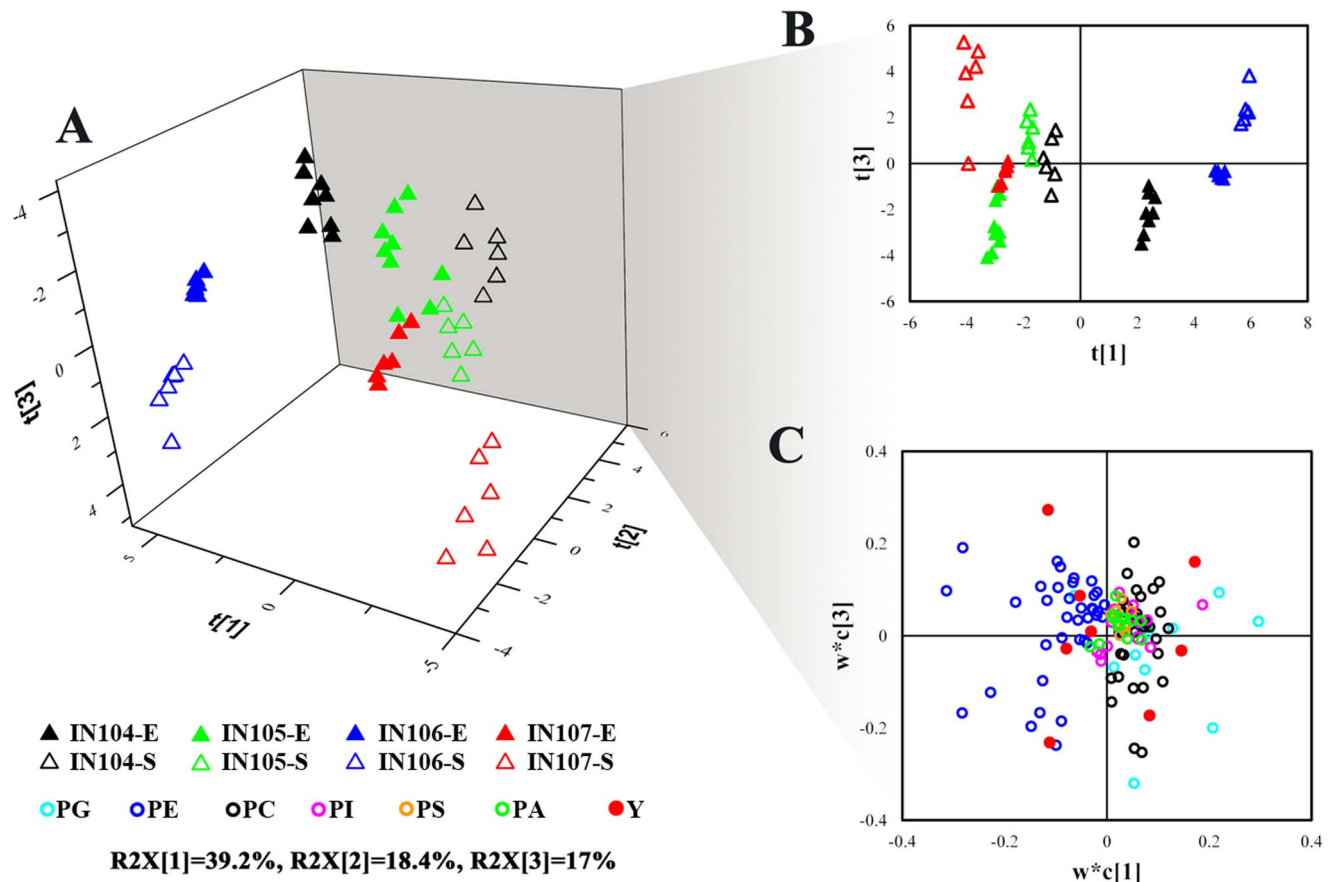 A
-4
-2
0
2
4
t[3]
5
0
-5
t[1]
6
4
2
0
-2
-4
t[2]
B
6
4
2
0
-2
-4
-6
t[3]
-6
-4
-2
0
2
4
6
8
t[1]
C
0.4
0.2
0
-0.2
-0.4
w*c[3]
-0.4
-0.2
0
0.2
0.4
w*c[1]
IN104-E IN105-E IN106-E IN107-E
IN104-S IN105-S IN106-S IN107-S
PG PE PC PI PS PA Y
R2X[1]=39.2%, R2X[2]=18.4%, R2X[3]=17%